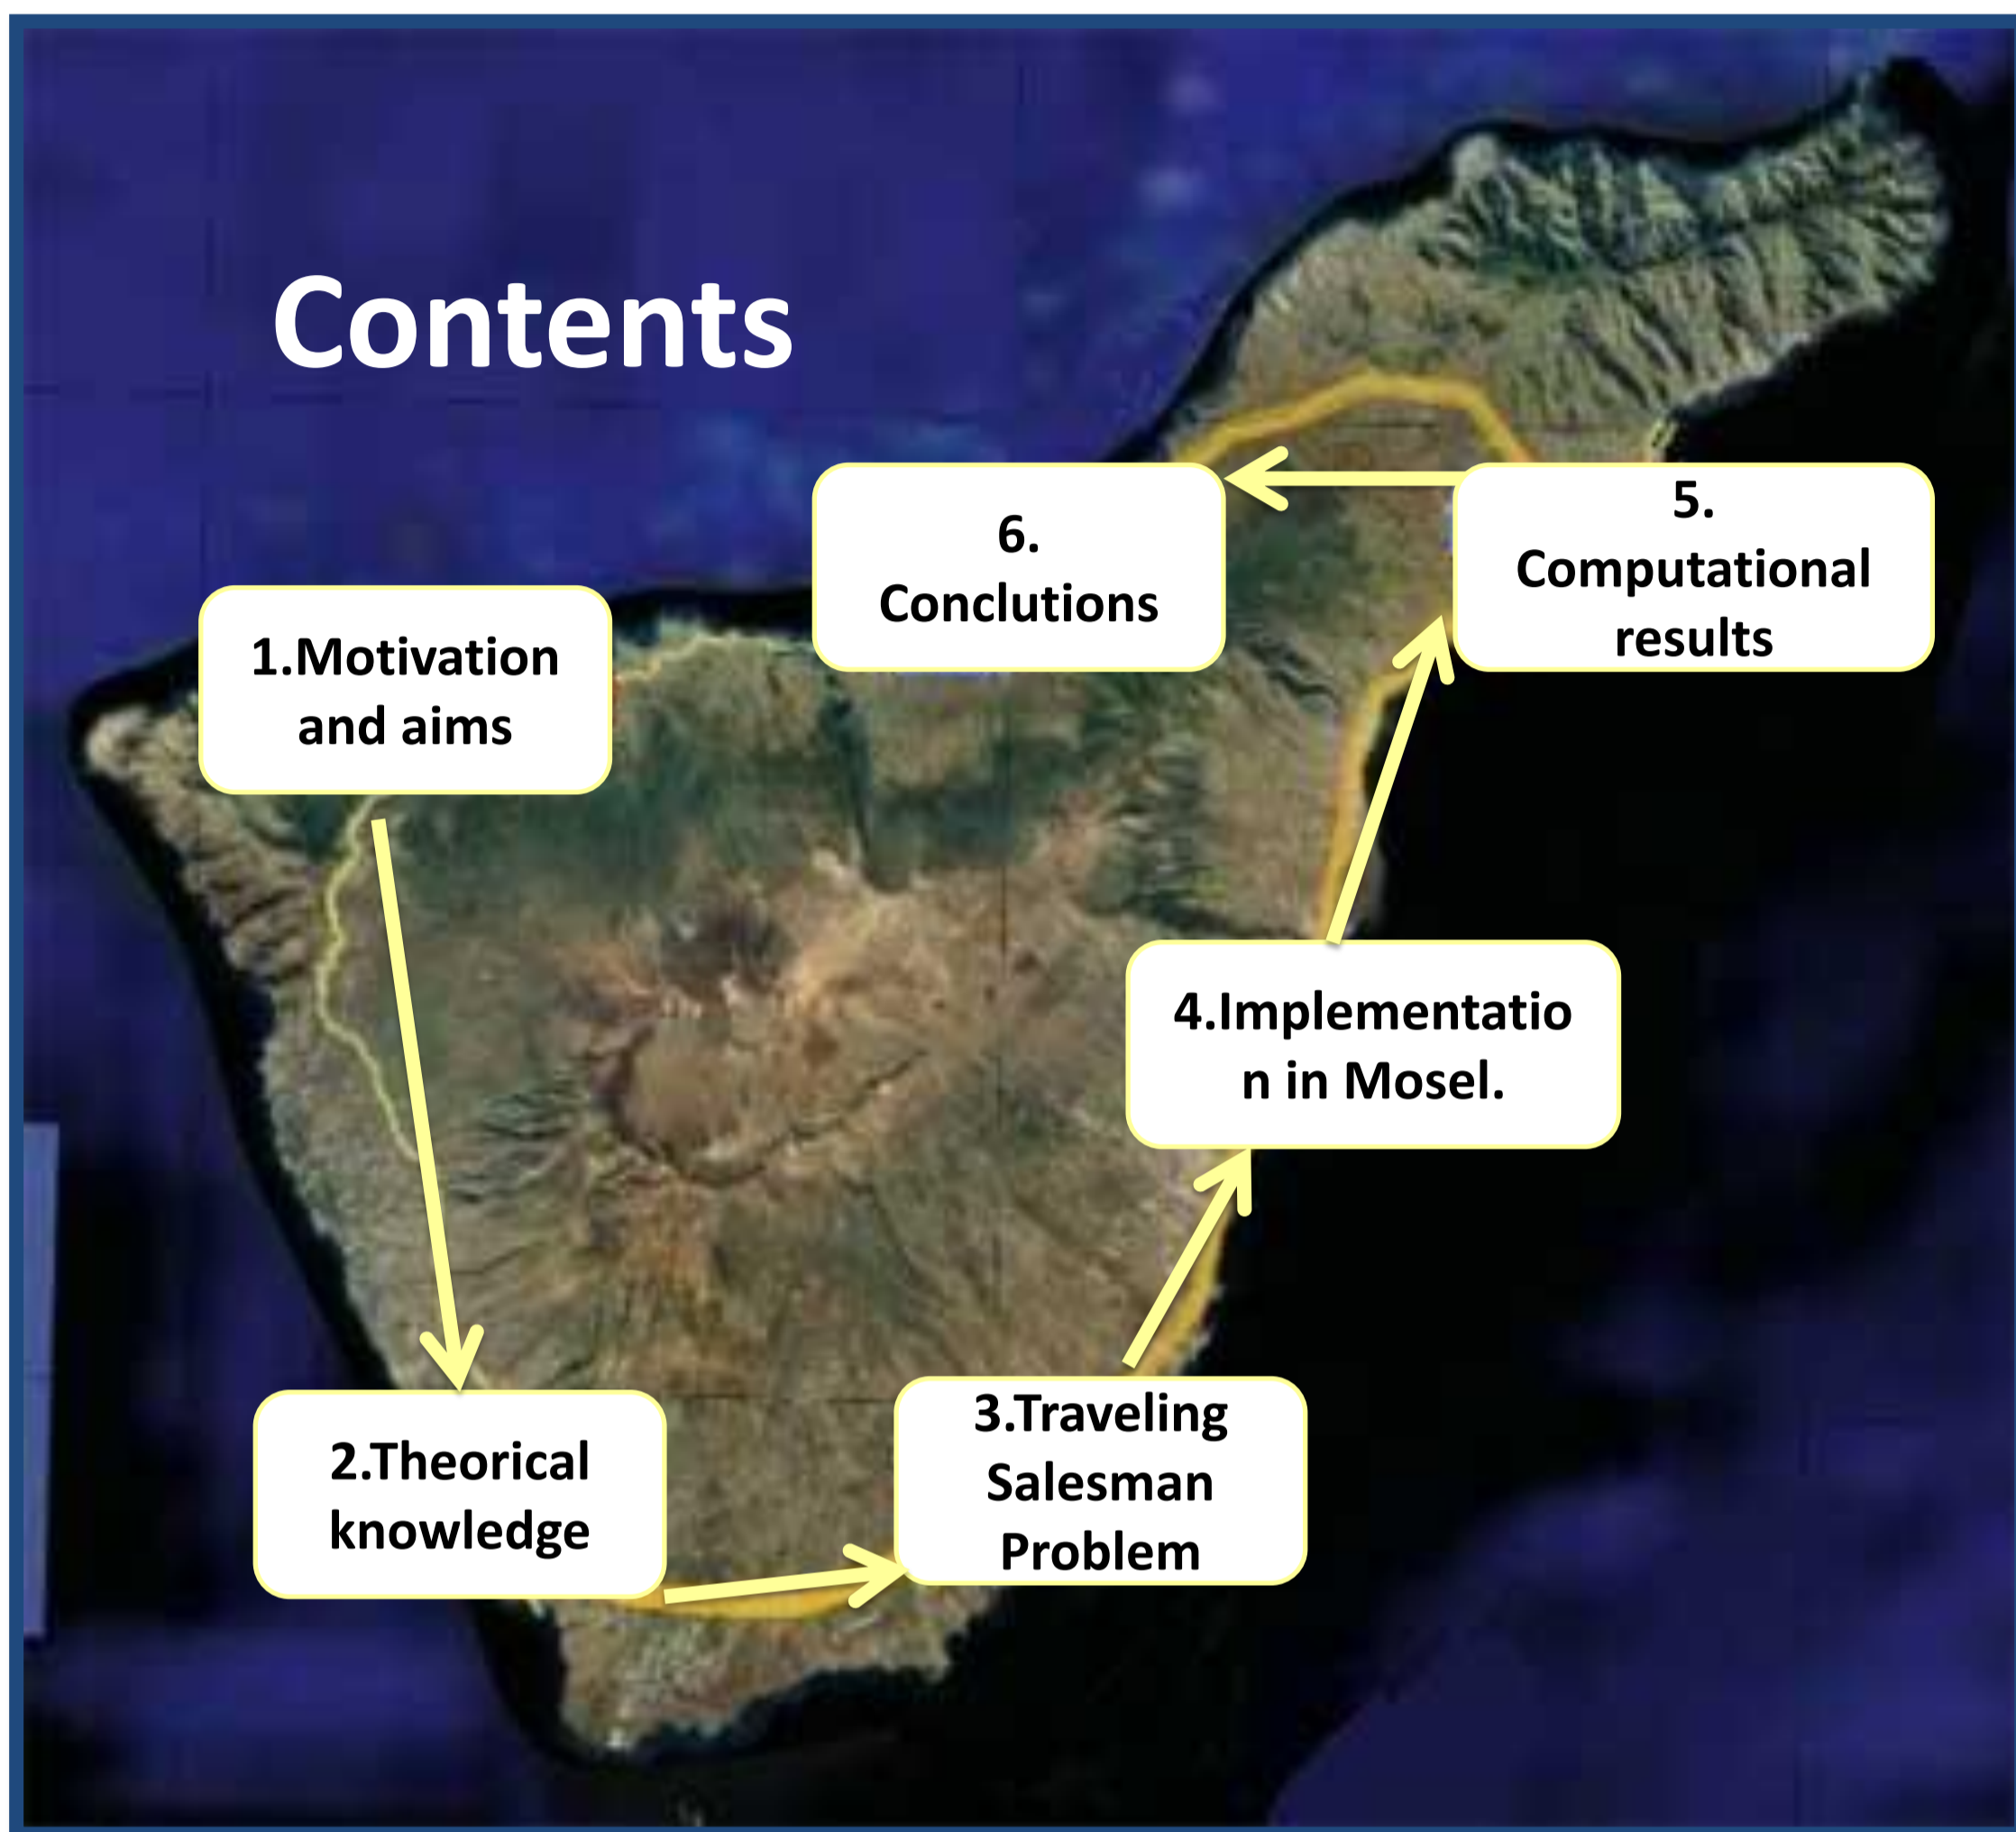 Contents
1.Motivation
and aims
2.Theorical
knowledge
3.Traveling
Salesman
Problem
4.Implementatio
n in Mosel.
5.
Computational
results
6.
Conclutions